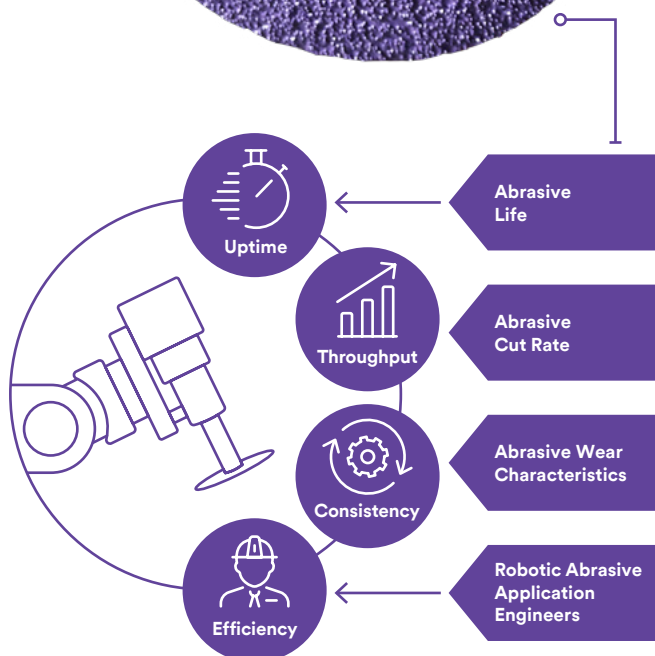 Uptime
Abrasive
Life
Throughput
Abrasive
Cut Rate
Consistency
Abrasive Wear
Characteristics
Efficiency
Robotic Abrasive
Application
Engineers